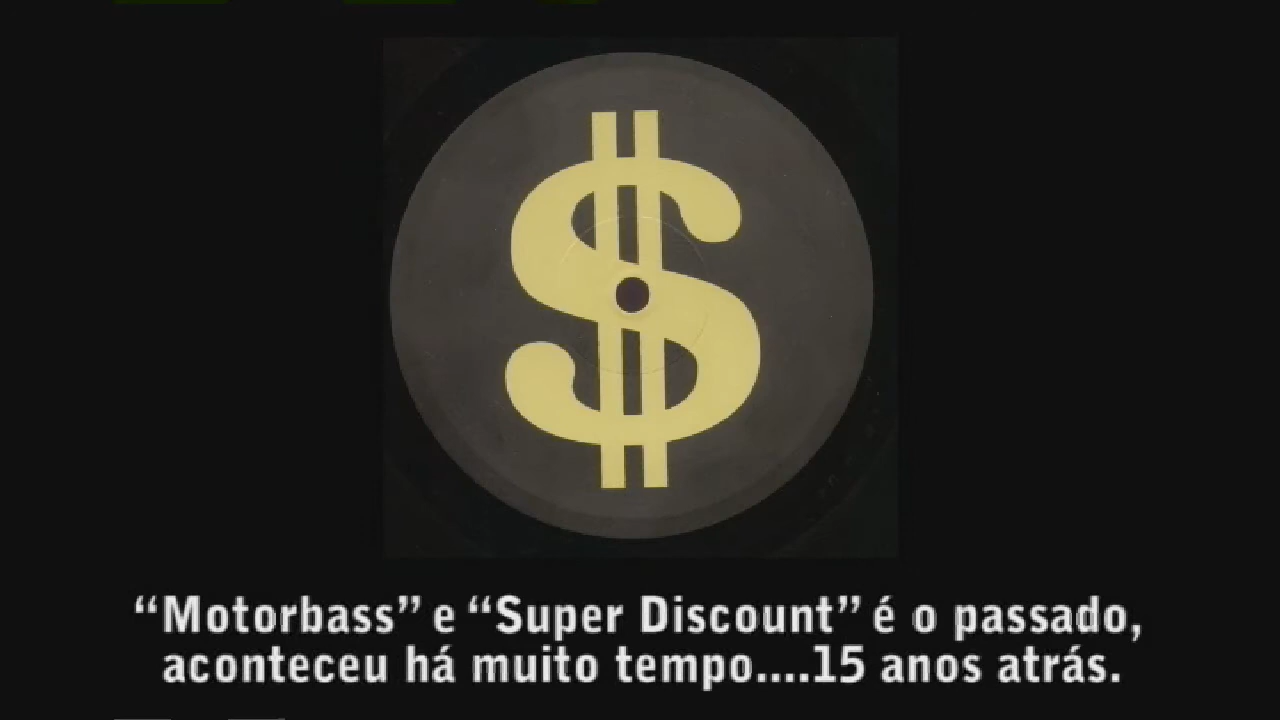 $
“Motorbass” e “Super Discount” é o passado,
aconteceu há muito tempo....15 anos atrás.